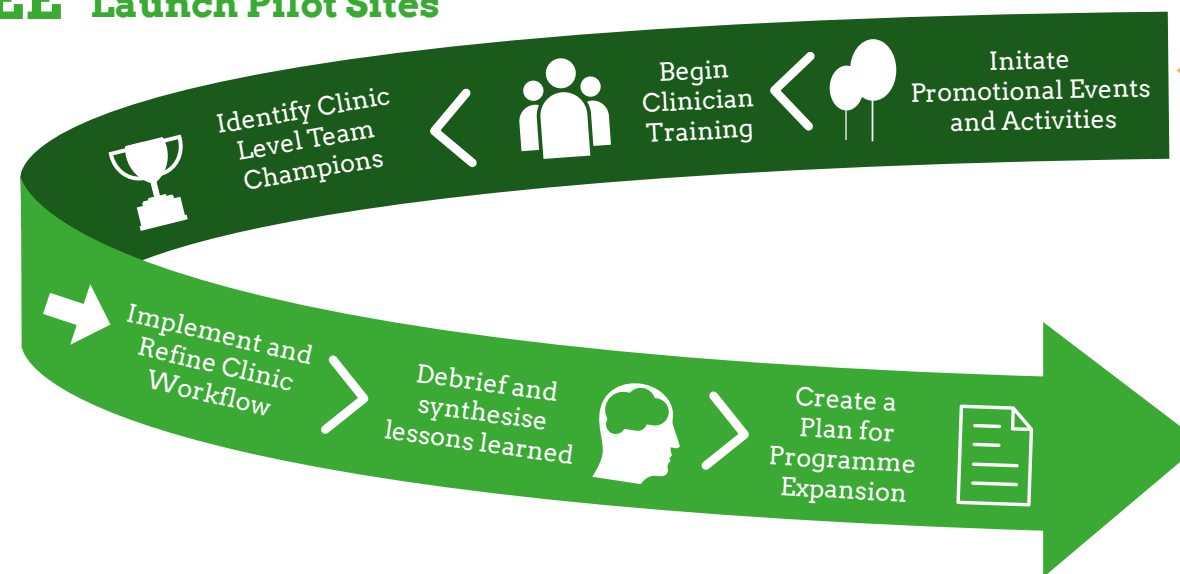 Launch Pilot Sites
Initate
Promotional Events
and Activities
Begin
Clinician
Training
Identify Clinic
Level Team
Champions
Implement and
Refine Clinic
Workflow
Debrief and
synthesise
lessons learned
Create a
Plan for
Programme
Expansion